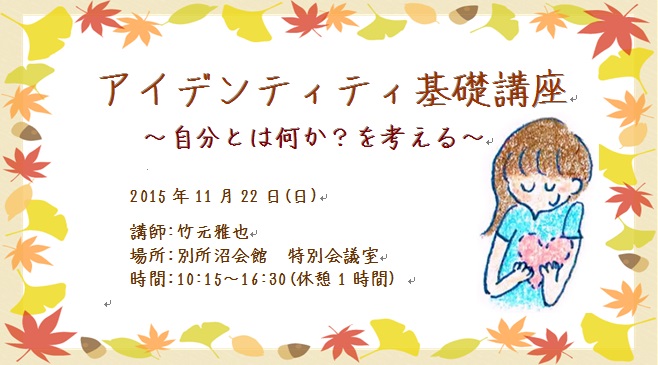 アイデンティティ基礎講座
～自分とは何か？を考える～
2015年11月22日(日)
講師:竹元雅也
場所:別所沼会館　特別会議室
時間:10:15～16:30(休憩1時間)